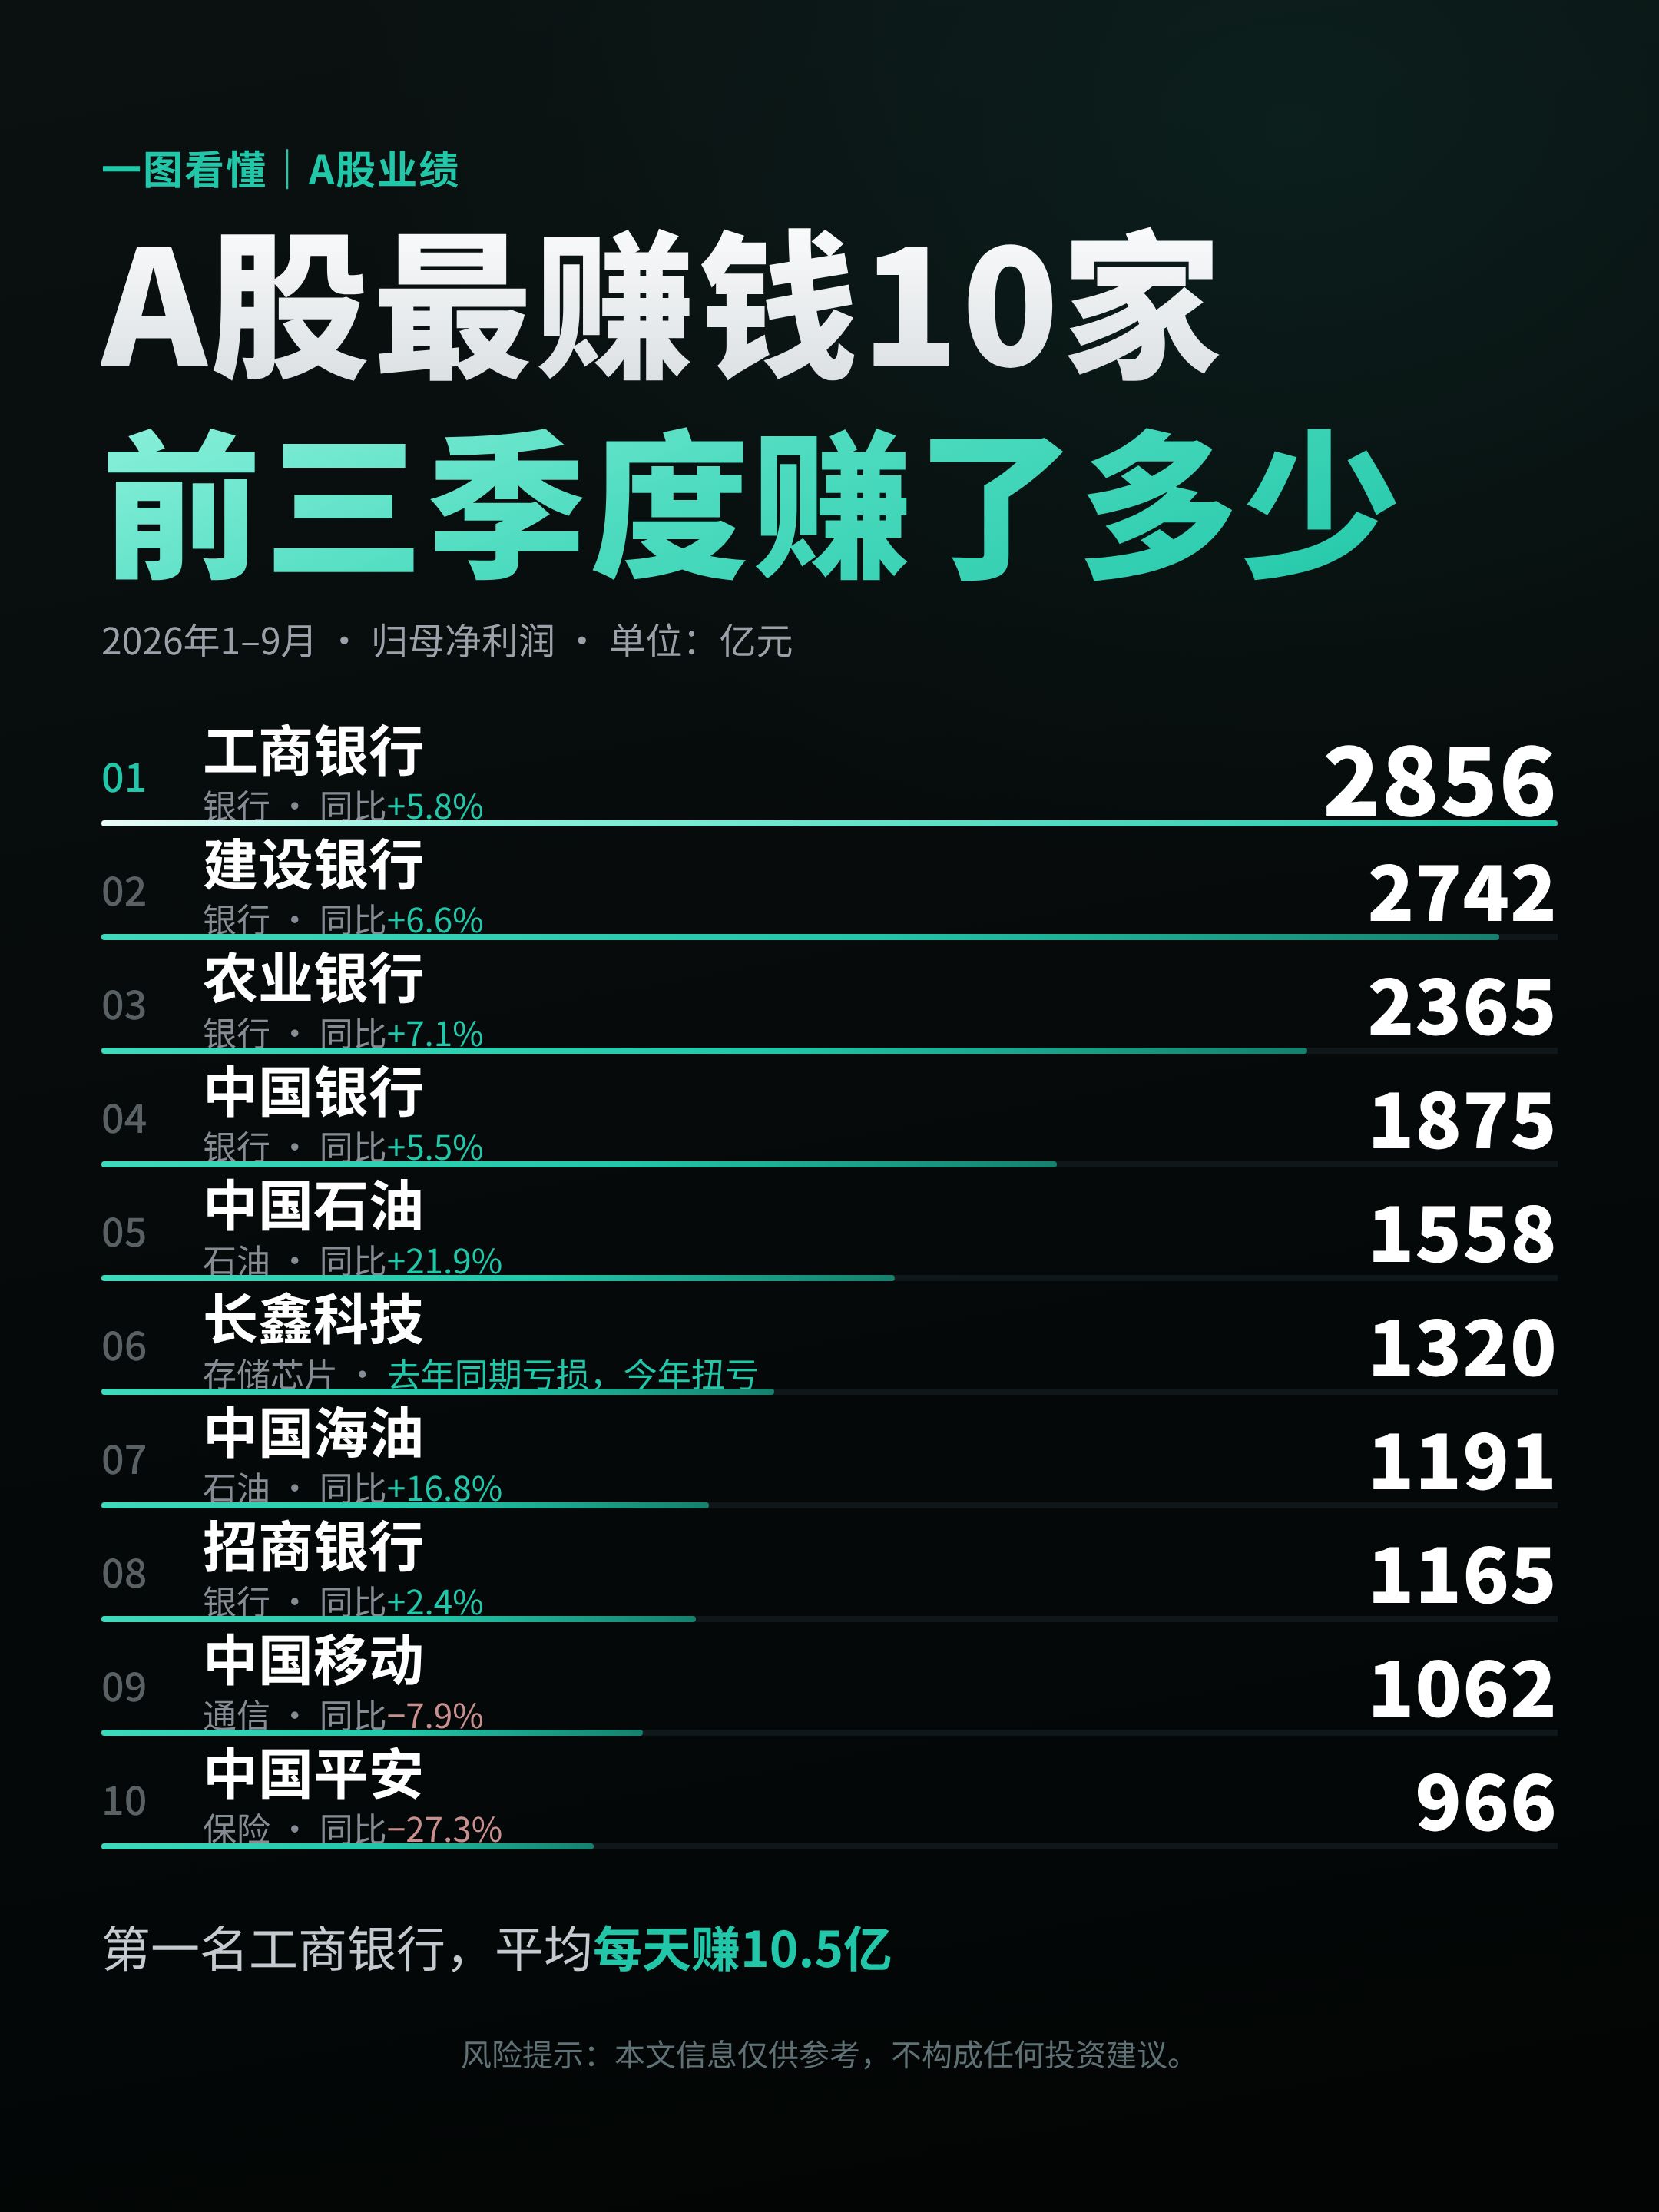 一图看懂｜A股业绩
A股最赚钱10家
前三季度赚了多少
2026年1–9月 · 归母净利润 · 单位：亿元
01 工商银行 2856
银行 · 同比+5.8%
02 建设银行 2742
银行 · 同比+6.6%
03 农业银行 2365
银行 · 同比+7.1%
04 中国银行 1875
银行 · 同比+5.5%
05 中国石油 1558
石油 · 同比+21.9%
06 长鑫科技 1320
存储芯片 · 去年同期亏损，今年扭亏
07 中国海油 1191
石油 · 同比+16.8%
08 招商银行 1165
银行 · 同比+2.4%
09 中国移动 1062
通信 · 同比−7.9%
10 中国平安 966
保险 · 同比−27.3%
第一名工商银行，平均每天赚10.5亿
风险提示：本文信息仅供参考，不构成任何投资建议。